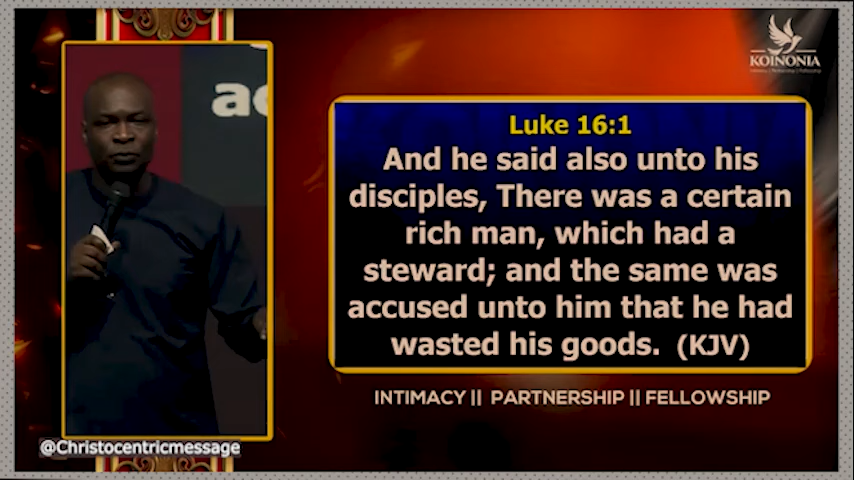 ac
KOINONIA
Luke 16:1
And he said also unto his
disciples, There was a certain
rich man, which had a
steward; and the same was
accused unto him that he had
wasted his goods. (KJV)
INTIMACY || PARTNERSHIP || FELLOWSHIP
@Christocentricmessage